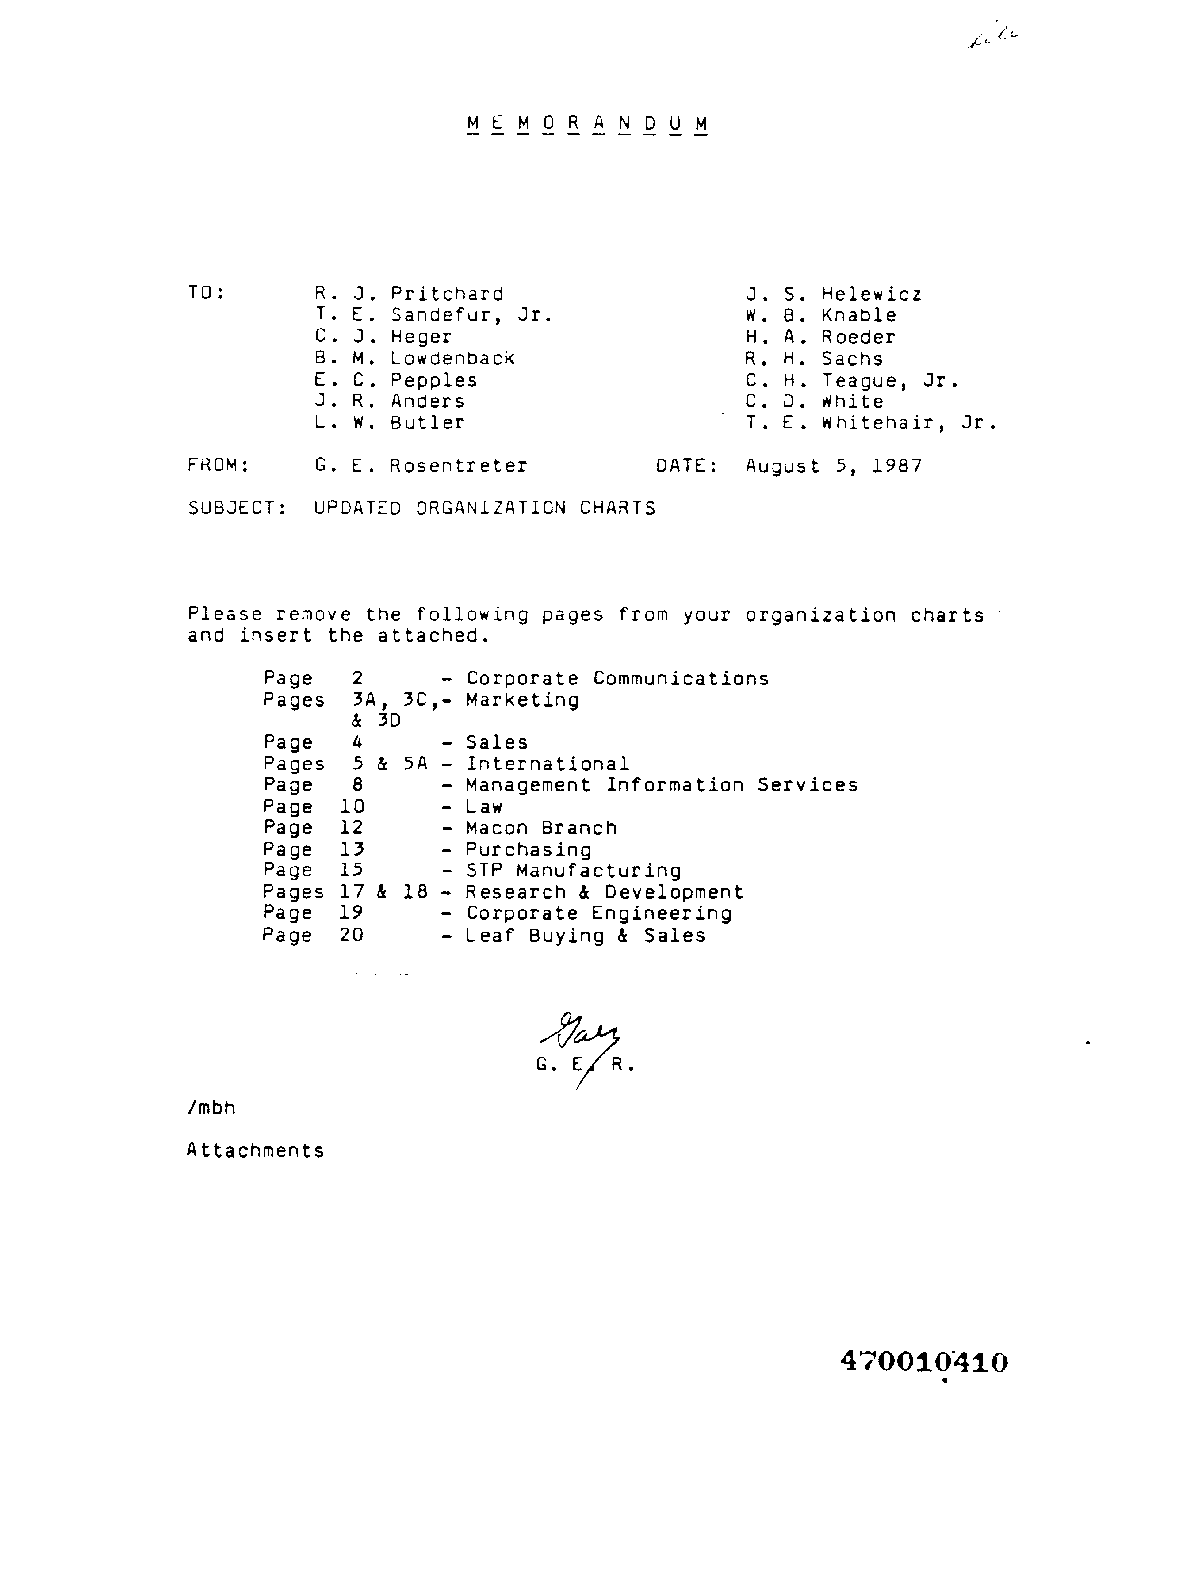 MEMORANDUM
TO: R. J. Pritchard J. S. Helewicz
T. E. Sandefur, Jr. W. B. Knable
C. J. Heger H. A. Roeder
B. M. Lowdenback R. H. Sachs
E. C. Pepples C. H. Teague, Jr.
J. R. Anders C. D. White
L. W. Butler T. E. Whitehair, Jr.
FROM: G. E. Rosentreter DATE: August 5, 1987
SUBJECT: UPDATED ORGANIZATION CHARTS
Please remove the following pages from your organization charts
and insert the attached.
Page 2 - Corporate Communications
Pages 3A, 3C,- Marketing
& 3D
Page 4 - Sales
Pages 5 & 5A - International
Page 8 - Management Information Services
Page 10 - Law
Page 12 - Macon Branch
Page 13 - Purchasing
Page 15 - STP Manufacturing
Pages 17 & 18 - Research & Development
Page 19 - Corporate Engineering
Page 20 - Leaf Buying & Sales
Gary
G. E. R.
/mbh
Attachments
470010410